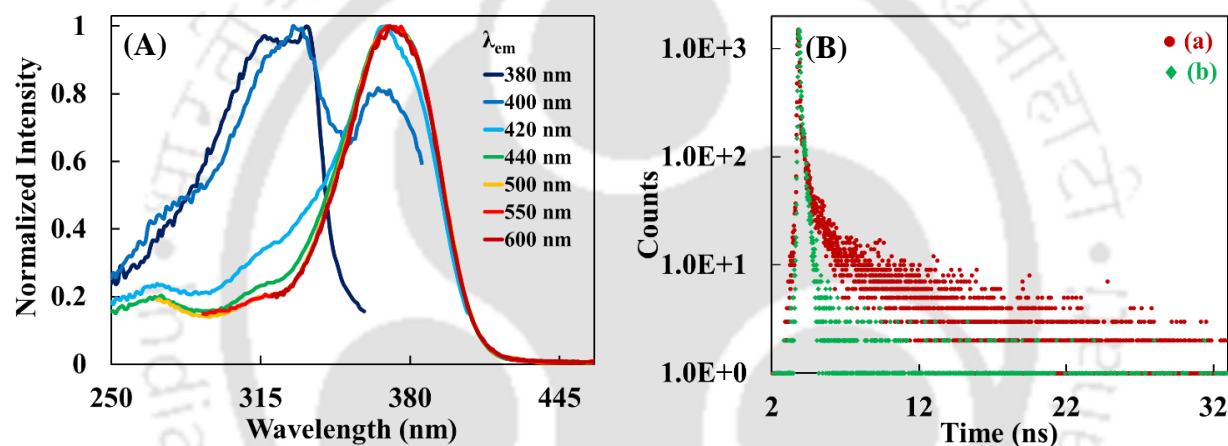 (A)
λem
380 nm
400 nm
420 nm
440 nm
500 nm
550 nm
600 nm
Normalized Intensity
1
0.8
0.6
0.4
0.2
0
250 315 380 445
Wavelength (nm)
(B)
(a)
(b)
Counts
1.0E+3
1.0E+2
1.0E+1
1.0E+0
2 12 22 32
Time (ns)